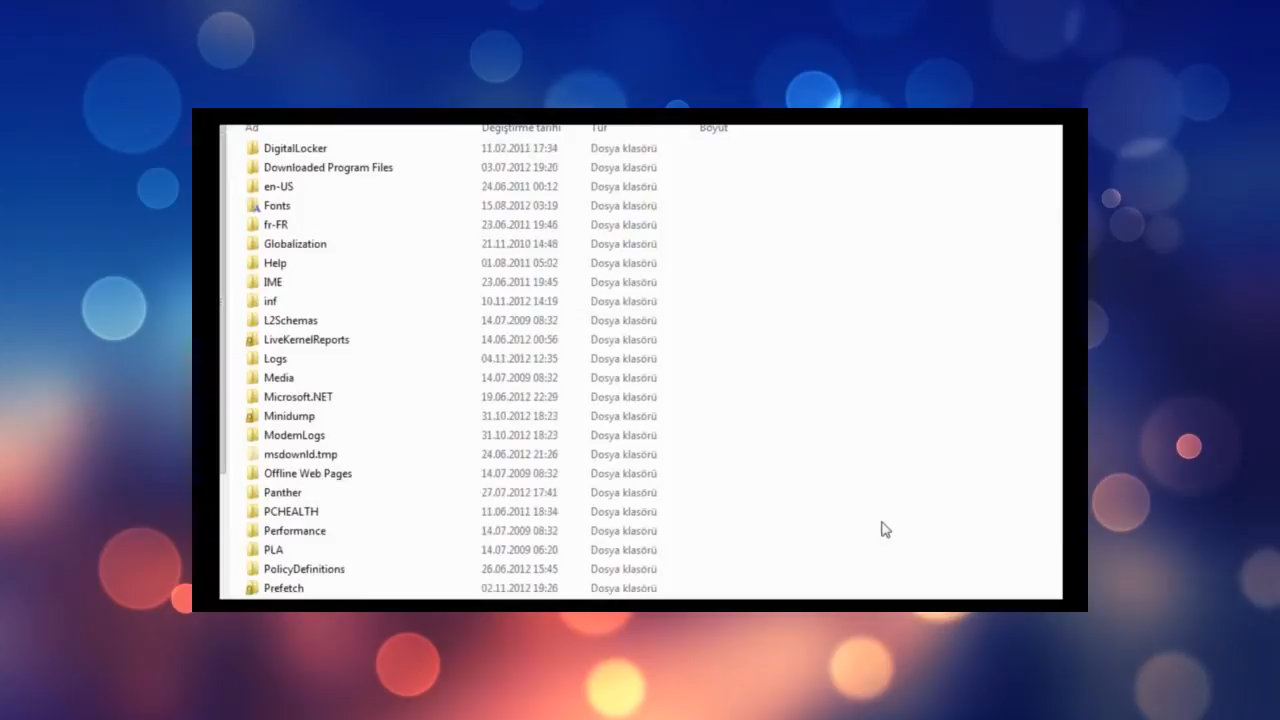 Ad Değiştirme tarihi Tür Boyut
DigitalLocker 11.02.2011 17:34 Dosya klasörü
Downloaded Program Files 03.07.2012 19:20 Dosya klasörü
en-US 24.06.2011 00:12 Dosya klasörü
Fonts 15.08.2012 03:19 Dosya klasörü
fr-FR 23.06.2011 19:46 Dosya klasörü
Globalization 21.11.2010 14:48 Dosya klasörü
Help 01.08.2011 05:02 Dosya klasörü
IME 23.06.2011 19:45 Dosya klasörü
inf 10.11.2012 14:19 Dosya klasörü
L2Schemas 14.07.2009 08:32 Dosya klasörü
LiveKernelReports 14.06.2012 00:56 Dosya klasörü
Logs 04.11.2012 12:35 Dosya klasörü
Media 14.07.2009 08:32 Dosya klasörü
Microsoft.NET 19.06.2012 22:29 Dosya klasörü
Minidump 31.10.2012 18:23 Dosya klasörü
ModemLogs 31.10.2012 18:23 Dosya klasörü
msdownld.tmp 24.06.2012 21:26 Dosya klasörü
Offline Web Pages 14.07.2009 08:32 Dosya klasörü
Panther 27.07.2012 17:41 Dosya klasörü
PCHEALTH 11.06.2011 18:34 Dosya klasörü
Performance 14.07.2009 08:32 Dosya klasörü
PLA 14.07.2009 06:20 Dosya klasörü
PolicyDefinitions 26.06.2012 15:45 Dosya klasörü
Prefetch 02.11.2012 19:26 Dosya klasörü